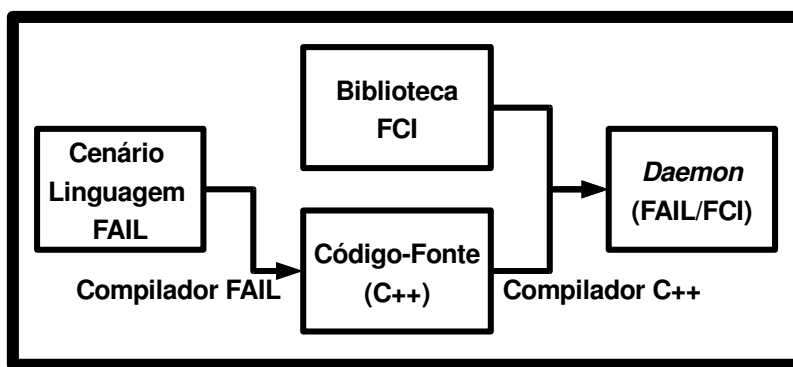 Cenário
Linguagem
FAIL
Compilador FAIL
Biblioteca
FCI
Código-Fonte
(C++)
Compilador C++
Daemon
(FAIL/FCI)